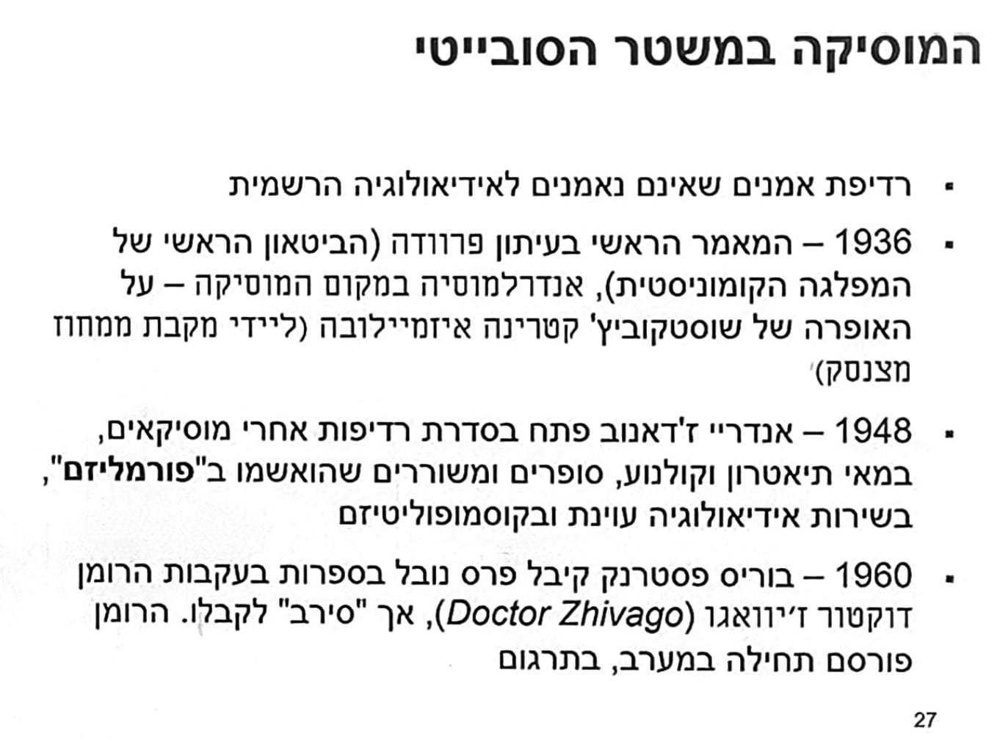 המוסיקה במשטר הסובייטי
▪ רדיפת אמנים שאינם נאמנים לאידיאולוגיה הרשמית
▪ 1936 – המאמר הראשי בעיתון פרוודה (הביטאון הראשי של
המפלגה הקומוניסטית), אנדרלמוסיה במקום המוסיקה – על
האופרה של שוסטקוביץ' קטרינה איזמיילובה (ליידי מקבת ממחוז
מצנסק)
▪ 1948 – אנדריי ז'דאנוב פתח בסדרת רדיפות אחרי מוסיקאים,
במאי תיאטרון וקולנוע, סופרים ומשוררים שהואשמו ב"פורמליזם",
בשירות אידיאולוגיה עוינת ובקוסמופוליטיזם
▪ 1960 – בוריס פסטרנק קיבל פרס נובל בספרות בעקבות הרומן
דוקטור ז'יוואגו (Doctor Zhivago), אך "סירב" לקבלו. הרומן
פורסם תחילה במערב, בתרגום
27